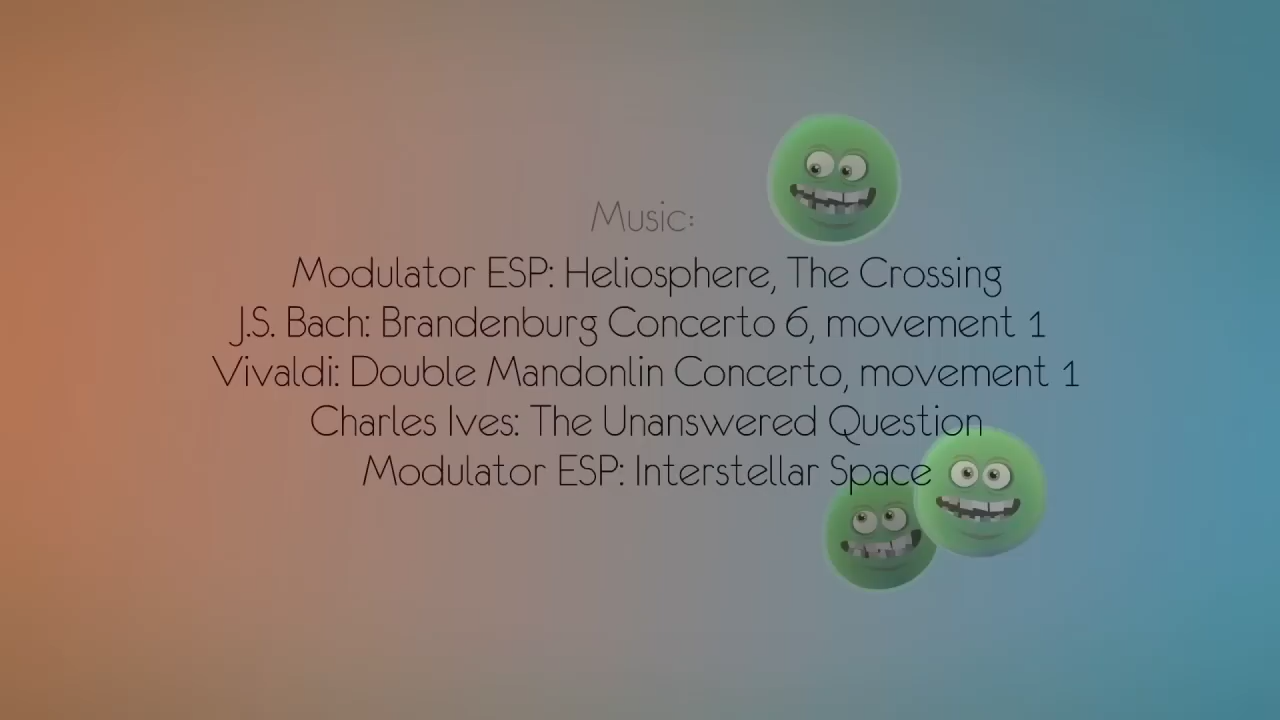 Music:
Modulator ESP: Heliosphere, The Crossing
J.S. Bach: Brandenburg Concerto 6, movement 1
Vivaldi: Double Mandonlin Concerto, movement 1
Charles Ives: The Unanswered Question
Modulator ESP: Interstellar Space